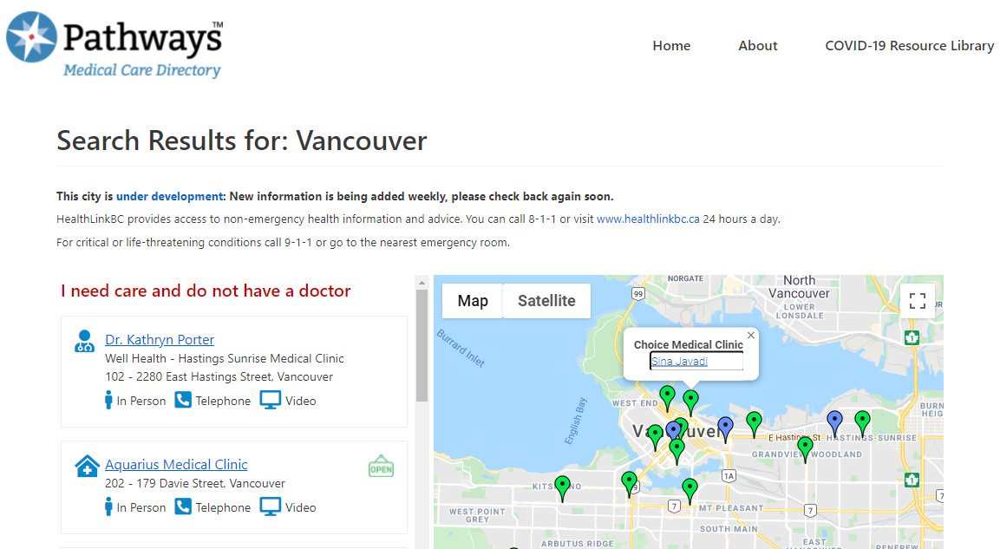 Pathways™
Medical Care Directory
Home
About
COVID-19 Resource Library
Search Results for: Vancouver
This city is under development: New information is being added weekly, please check back again soon.
HealthLinkBC provides access to non-emergency health information and advice. You can call 8-1-1 or visit www.healthlinkbc.ca 24 hours a day.
For critical or life-threatening conditions call 9-1-1 or go to the nearest emergency room.
I need care and do not have a doctor
Dr. Kathryn Porter
Well Health - Hastings Sunrise Medical Clinic
102 - 2280 East Hastings Street, Vancouver
In Person
Telephone
Video
Aquarius Medical Clinic
OPEN
202 - 179 Davie Street, Vancouver
In Person
Telephone
Video
Map
Satellite
NORGATE
North
Vancouver
LOWER
LONSDALE
99
1
Burrard Inlet
Choice Medical Clinic
Sina Javadi
WEST END
English Bay
E Hastings St
HASTINGS-SUNRISE
BURN
HEIG
GRANDVIEW-WOODLAND
1A
1
KITS
WEST POINT
GREY
7
MT PLEASANT
7
7
SOUTH MAIN
ARBUTUS RIDGE
EAST